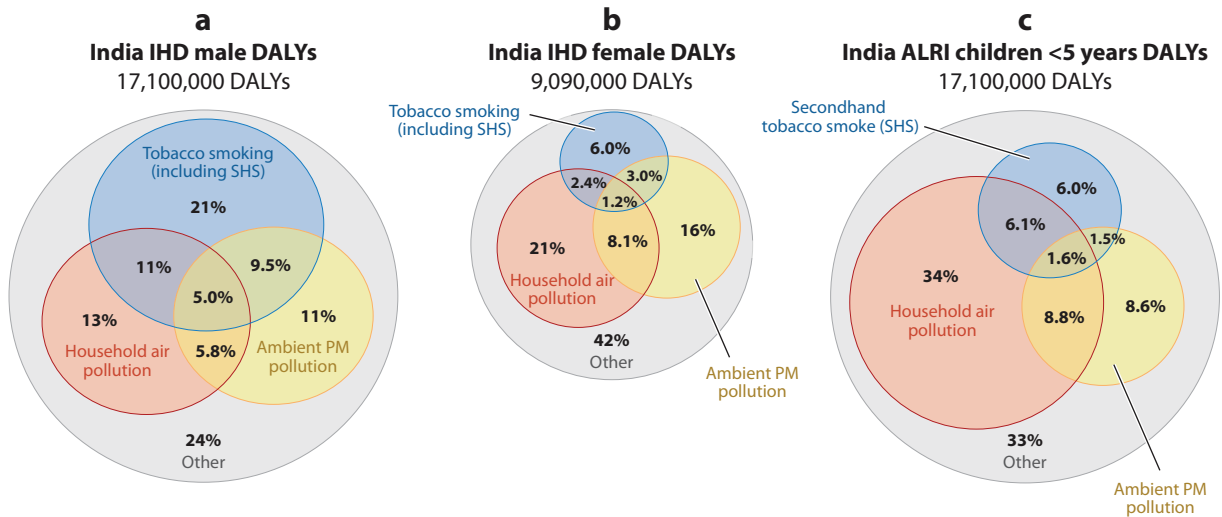 a
India IHD male DALYs
17,100,000 DALYs
Tobacco smoking
(including SHS)
21%
11%
9.5%
5.0%
13%
11%
Household air
pollution
5.8%
Ambient PM
pollution
24%
Other
b
India IHD female DALYs
9,090,000 DALYs
Tobacco smoking
(including SHS)
6.0%
2.4%
3.0%
1.2%
21%
8.1%
16%
Household air
pollution
42%
Other
Ambient PM
pollution
c
India ALRI children <5 years DALYs
17,100,000 DALYs
Secondhand
tobacco smoke (SHS)
6.0%
6.1%
1.5%
1.6%
34%
Household air
pollution
8.8%
8.6%
33%
Other
Ambient PM
pollution